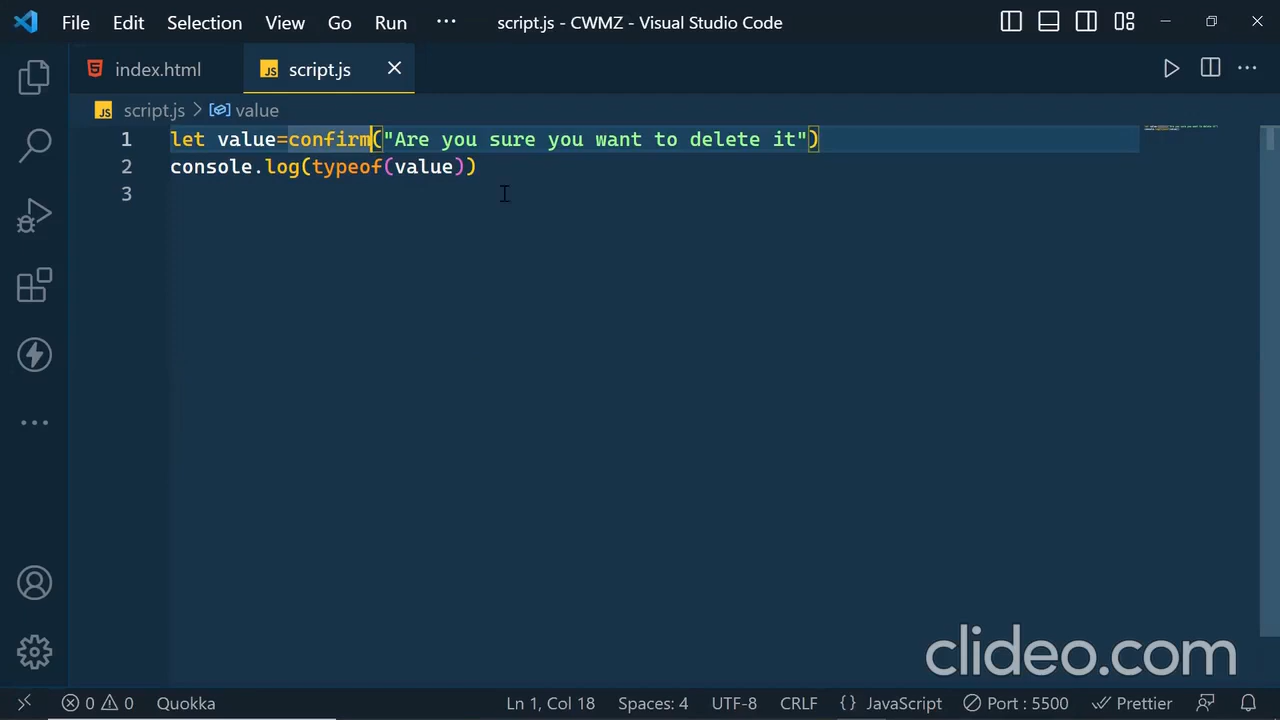 File Edit Selection View Go Run ··· script.js - CWMZ - Visual Studio Code
index.html JS script.js
JS script.js > value
1 let value=confirm("Are you sure you want to delete it")
2 console.log(typeof(value))
3
clideo.com
0 0 Quokka Ln 1, Col 18 Spaces: 4 UTF-8 CRLF {} JavaScript Port : 5500 Prettier